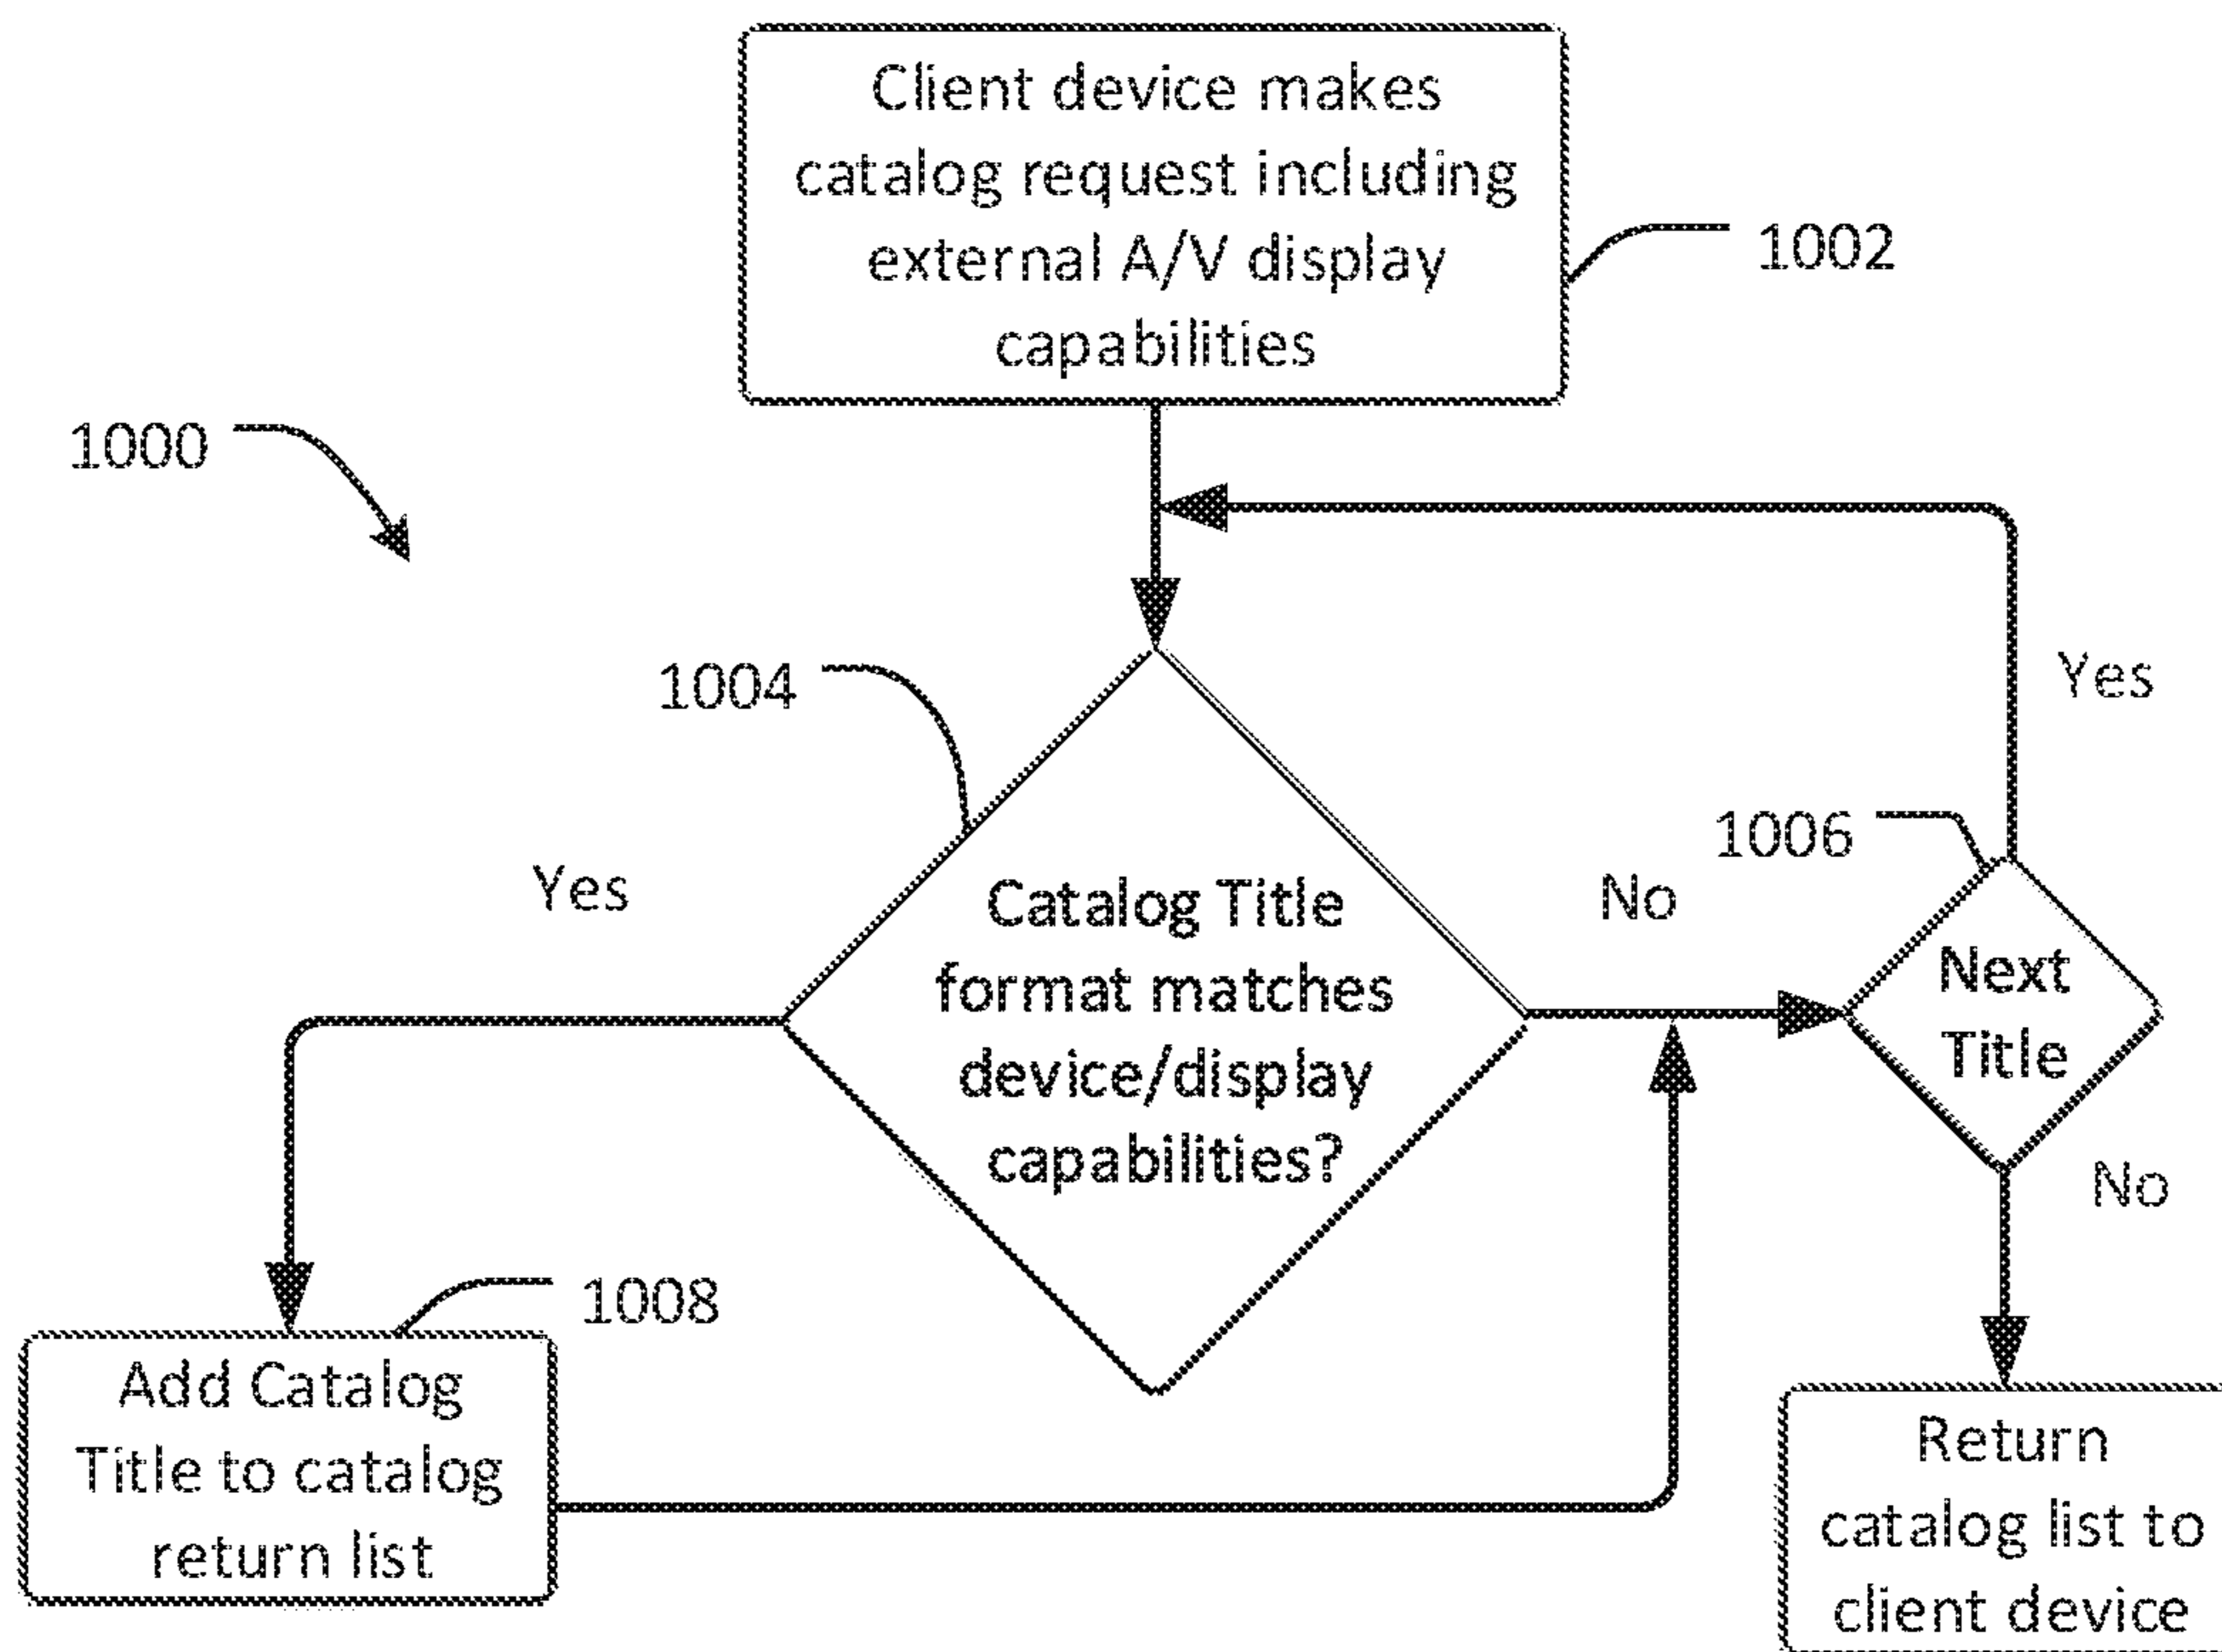 Client device makes
catalog request including
external A/V display
capabilities
1002
1000
1004
Yes
Catalog Title
format matches
device/display
capabilities?
Yes
No
1006
Next
Title
No
1008
Add Catalog
Title to catalog
return list
Return
catalog list to
client device